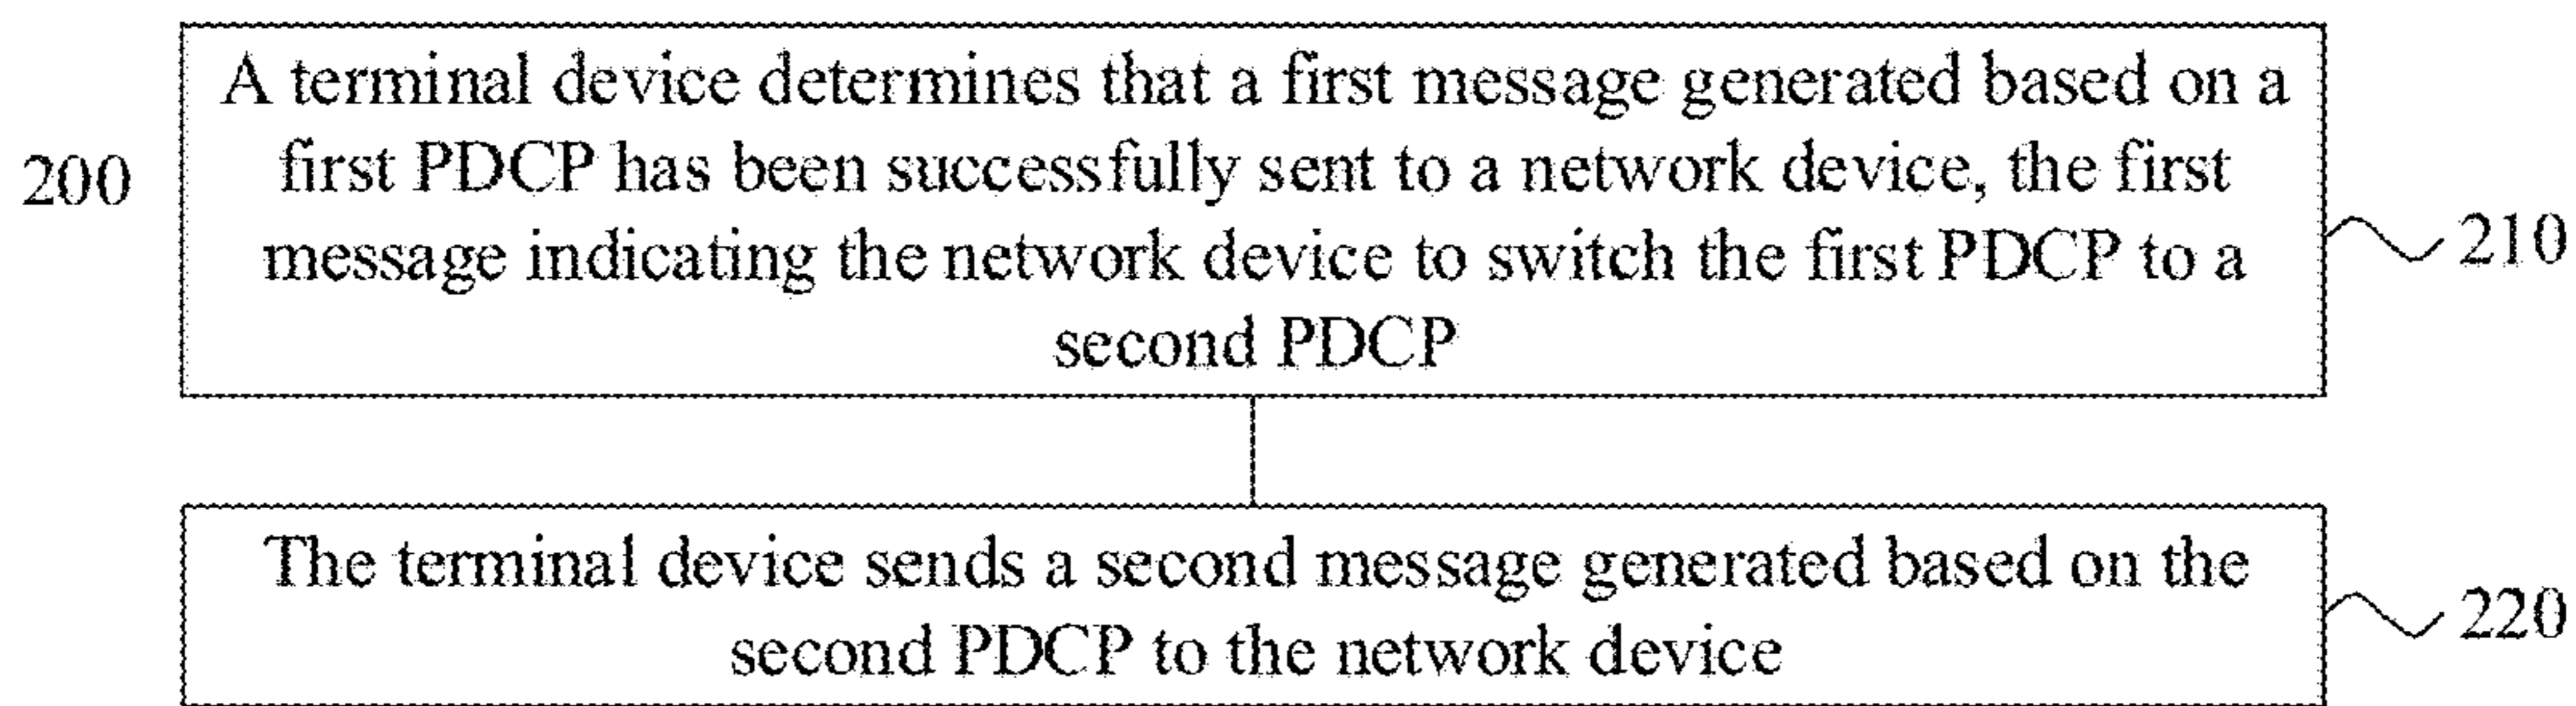 A terminal device determines that a first message generated based on a
first PDCP has been successfully sent to a network device, the first
200
message indicating the network device to switch the first PDCP to a
210
second PDCP
The terminal device sends a second message generated based on the
220
second PDCP to the network device